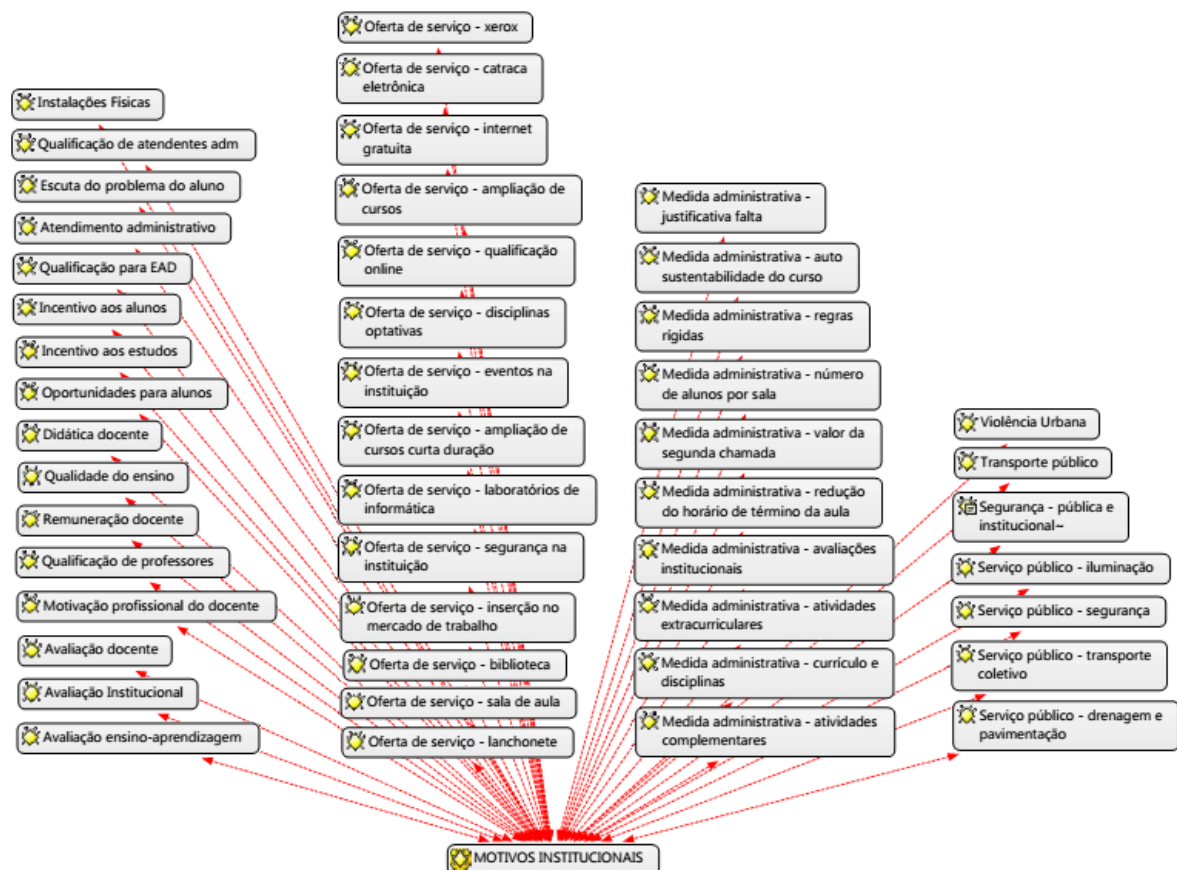 Instalações Físicas
Qualificação de atendentes adm
Escuta do problema do aluno
Atendimento administrativo
Qualificação para EAD
Incentivo aos alunos
Incentivo aos estudos
Oportunidades para alunos
Didática docente
Qualidade do ensino
Remuneração docente
Qualificação de professores
Motivação profissional do docente
Avaliação docente
Avaliação Institucional
Avaliação ensino-aprendizagem
Oferta de serviço - xerox
Oferta de serviço - catraca
eletrônica
Oferta de serviço - internet
gratuita
Oferta de serviço - ampliação de
cursos
Oferta de serviço - qualificação
online
Oferta de serviço - disciplinas
optativas
Oferta de serviço - eventos na
instituição
Oferta de serviço - ampliação de
cursos curta duração
Oferta de serviço - laboratórios de
informática
Oferta de serviço - segurança na
instituição
Oferta de serviço - inserção no
mercado de trabalho
Oferta de serviço - biblioteca
Oferta de serviço - sala de aula
Oferta de serviço - lanchonete
Medida administrativa -
justificativa falta
Medida administrativa - auto
sustentabilidade do curso
Medida administrativa - regras
rígidas
Medida administrativa - número
de alunos por sala
Medida administrativa - valor da
segunda chamada
Medida administrativa - redução
do horário de término da aula
Medida administrativa - avaliações
institucionais
Medida administrativa - atividades
extracurriculares
Medida administrativa - currículo e
disciplinas
Medida administrativa - atividades
complementares
Violência Urbana
Transporte público
Segurança - pública e
institucional~
Serviço público - iluminação
Serviço público - segurança
Serviço público - transporte
coletivo
Serviço público - drenagem e
pavimentação
MOTIVOS INSTITUCIONAIS